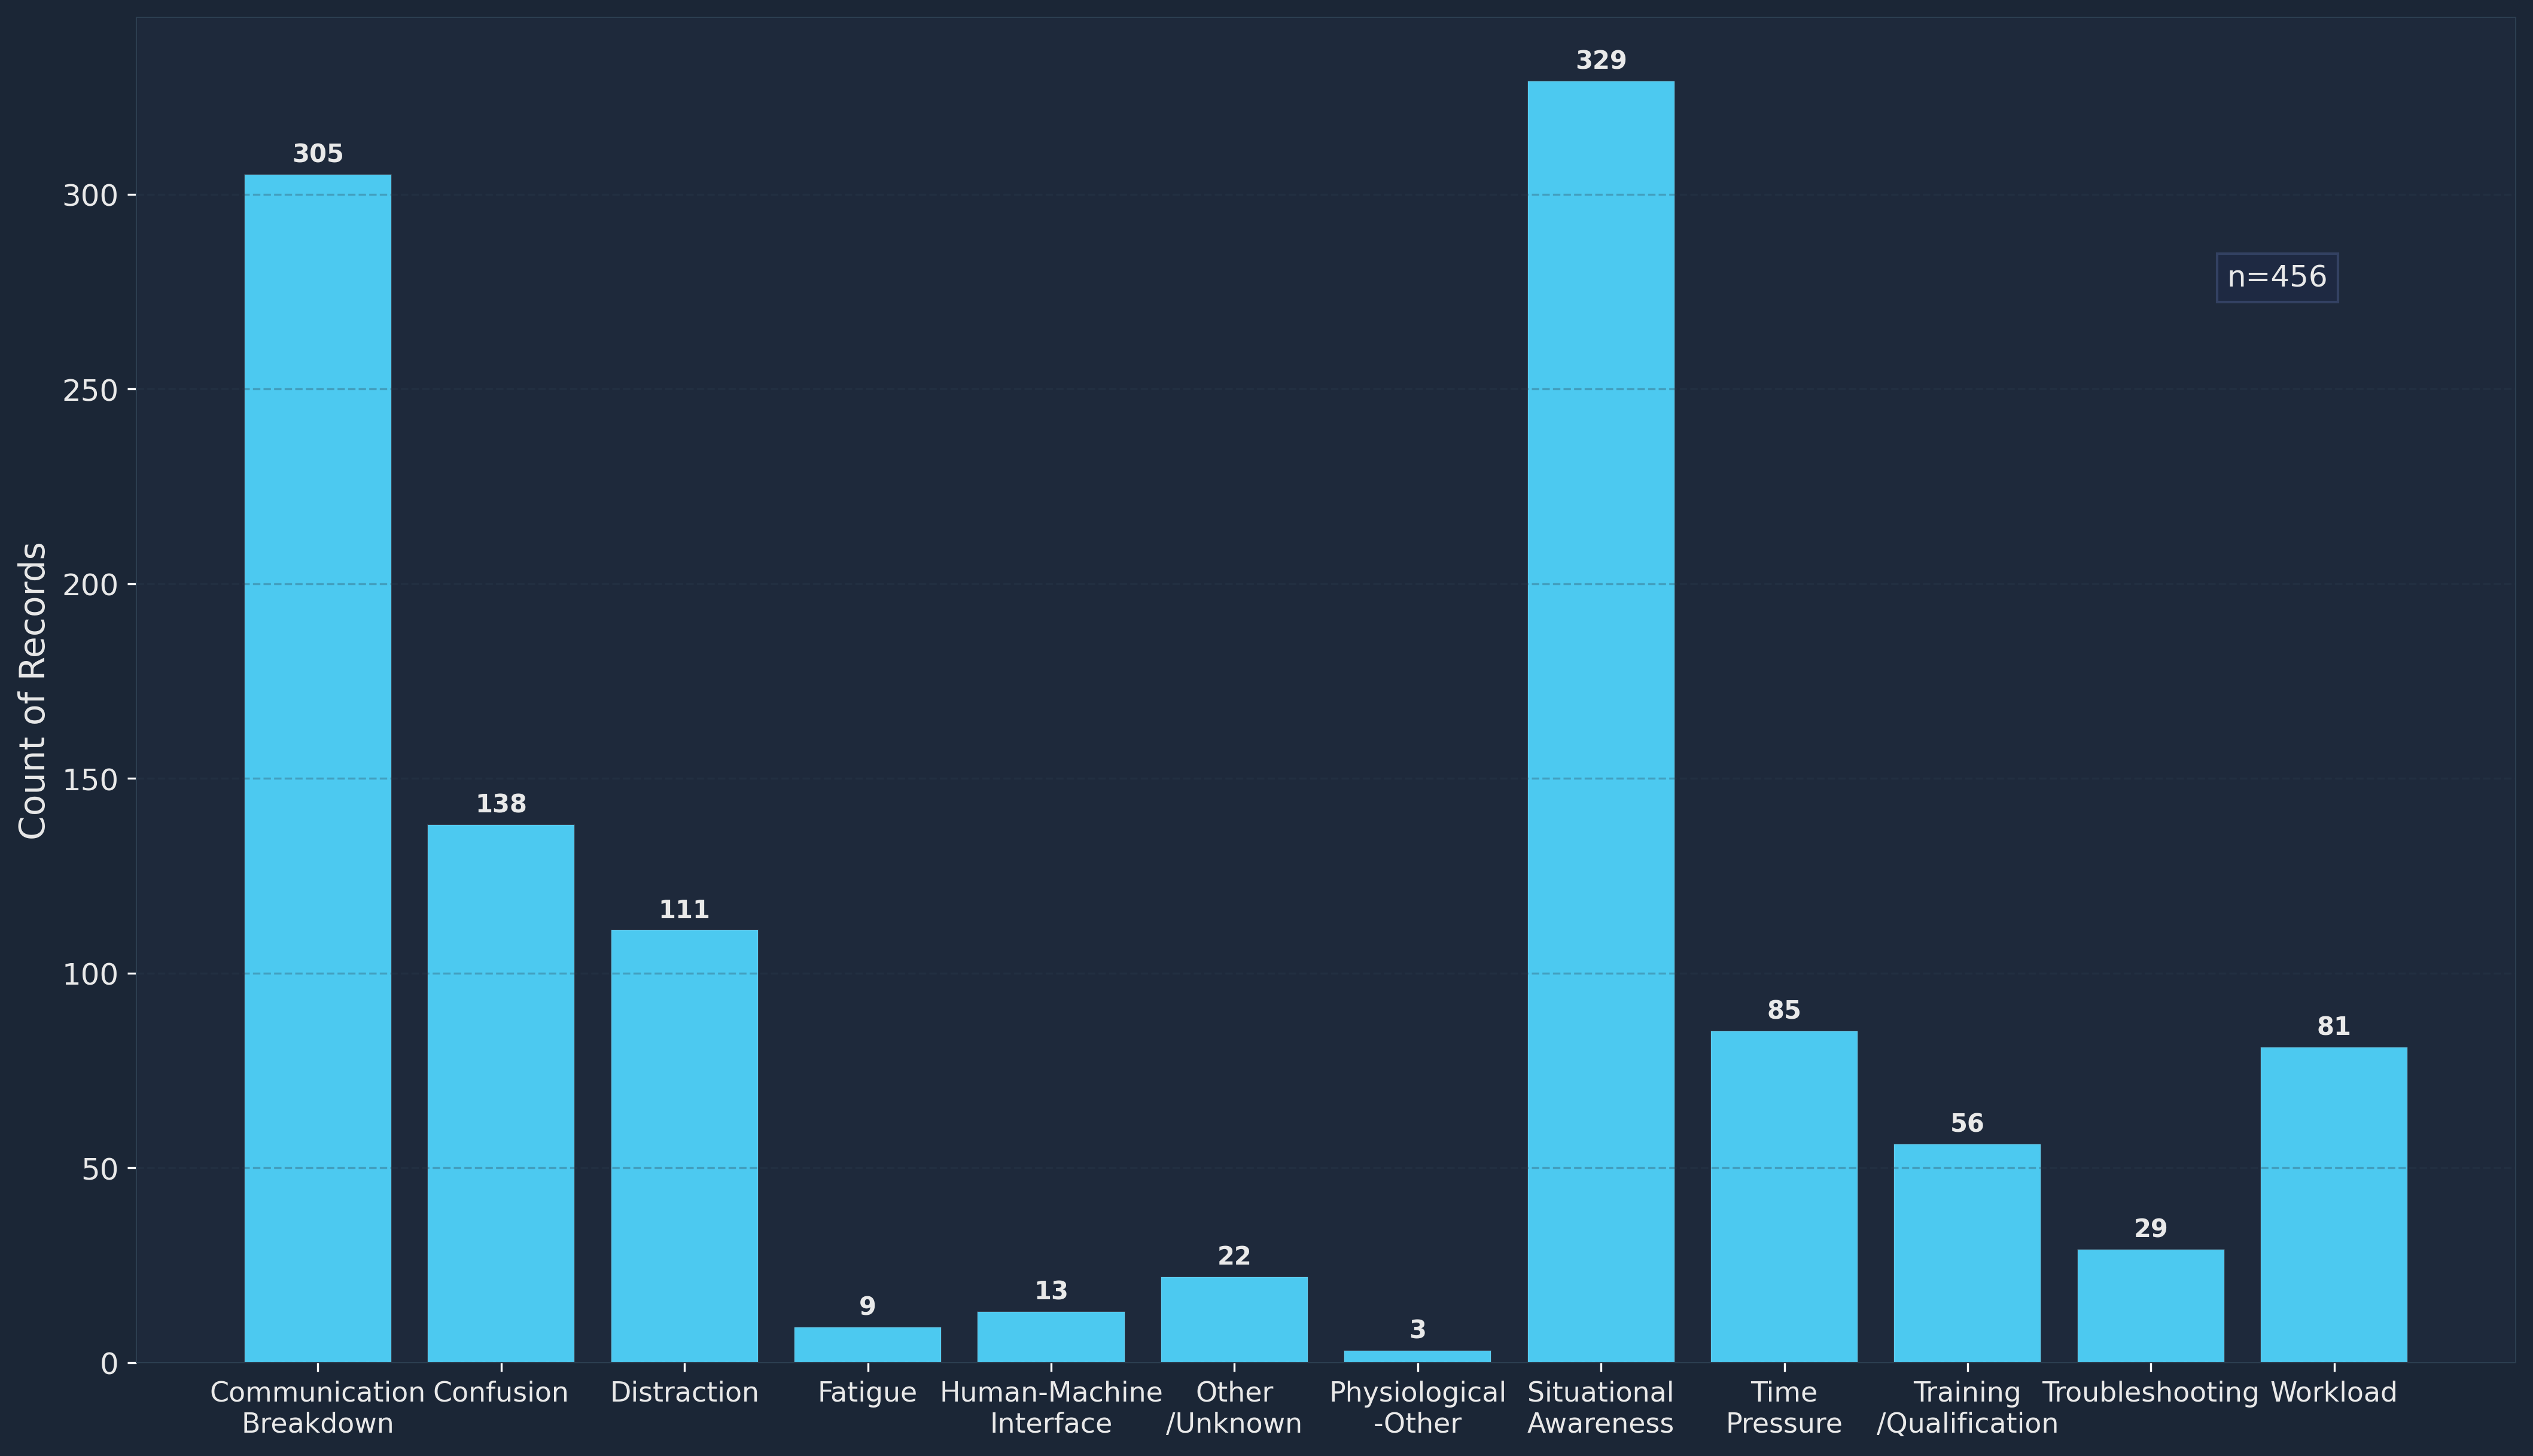 329
305
300
n=456
250
200
Count of Records
150
138
111
100
85
81
56
50
29
22
13
9
3
0
Communication
Breakdown
Confusion
Distraction
Fatigue
Human-Machine
Interface
Other
/Unknown
Physiological
-Other
Situational
Awareness
Time
Pressure
Training
/Qualification
Troubleshooting
Workload